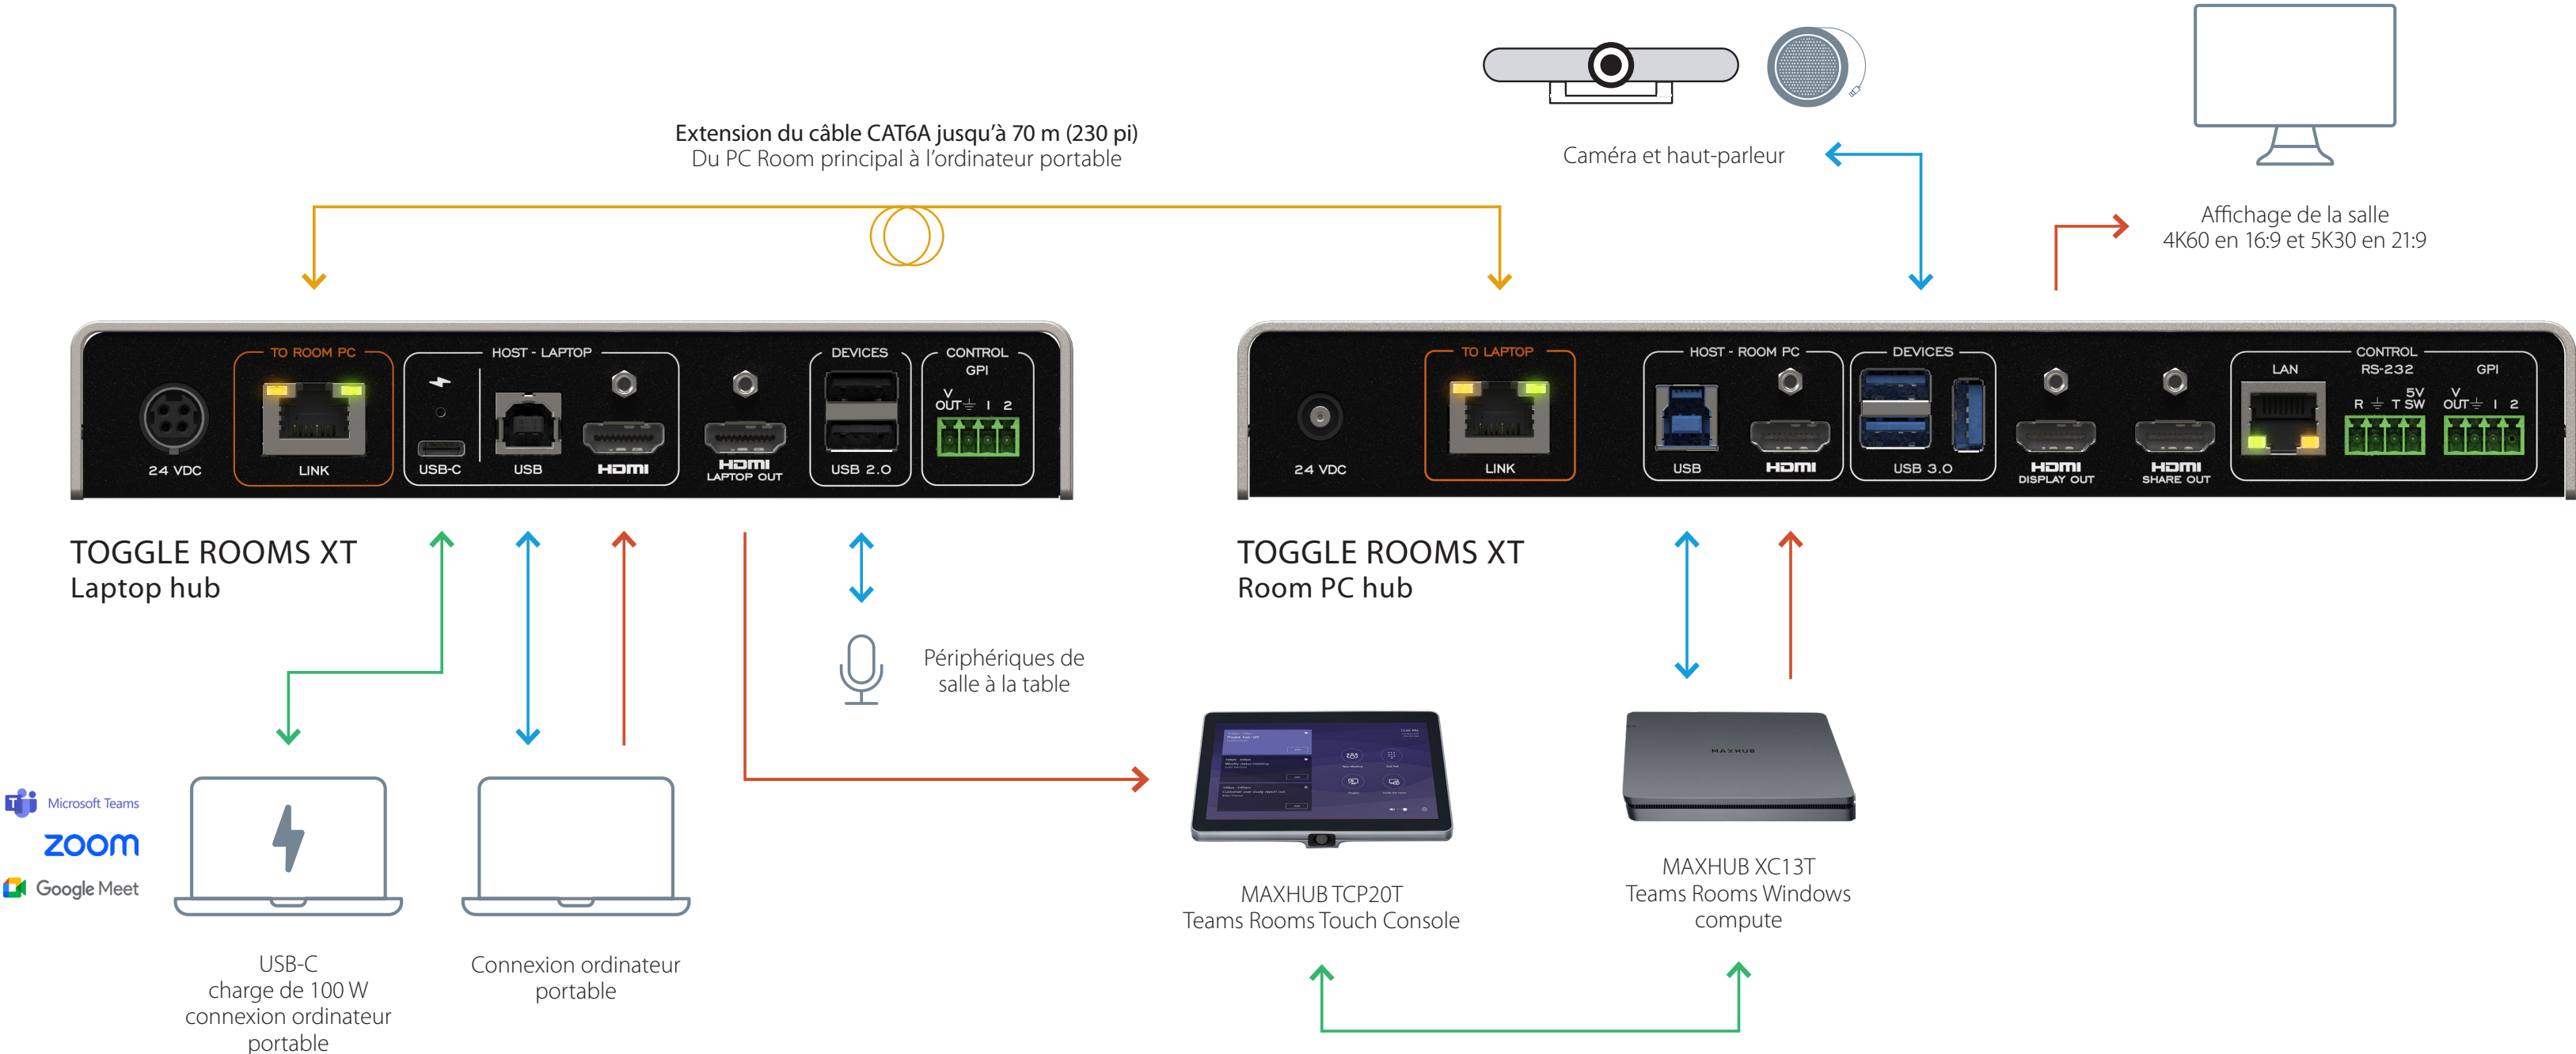 Extension du câble CAT6A jusqu'à 70 m (230 pi)
Du PC Room principal à l'ordinateur portable
Caméra et haut-parleur
Affichage de la salle
4K60 en 16:9 et 5K30 en 21:9
TO ROOM PC
LINK
24 VDC
HOST - LAPTOP
USB-C
USB
HDMI
HDMI
LAPTOP OUT
DEVICES
USB 2.0
CONTROL
GPI
V
OUT 1 2
TO LAPTOP
LINK
24 VDC
HOST - ROOM PC
USB
HDMI
DEVICES
USB 3.0
HDMI
DISPLAY OUT
HDMI
SHARE OUT
CONTROL
LAN
RS-232
5V
R T SW
GPI
V
OUT 1 2
TOGGLE ROOMS XT
Laptop hub
TOGGLE ROOMS XT
Room PC hub
Périphériques de
salle à la table
Microsoft Teams
zoom
Google Meet
USB-C
charge de 100 W
connexion ordinateur
portable
Connexion ordinateur
portable
MAXHUB TCP20T
Teams Rooms Touch Console
MAXHUB
MAXHUB XC13T
Teams Rooms Windows
compute